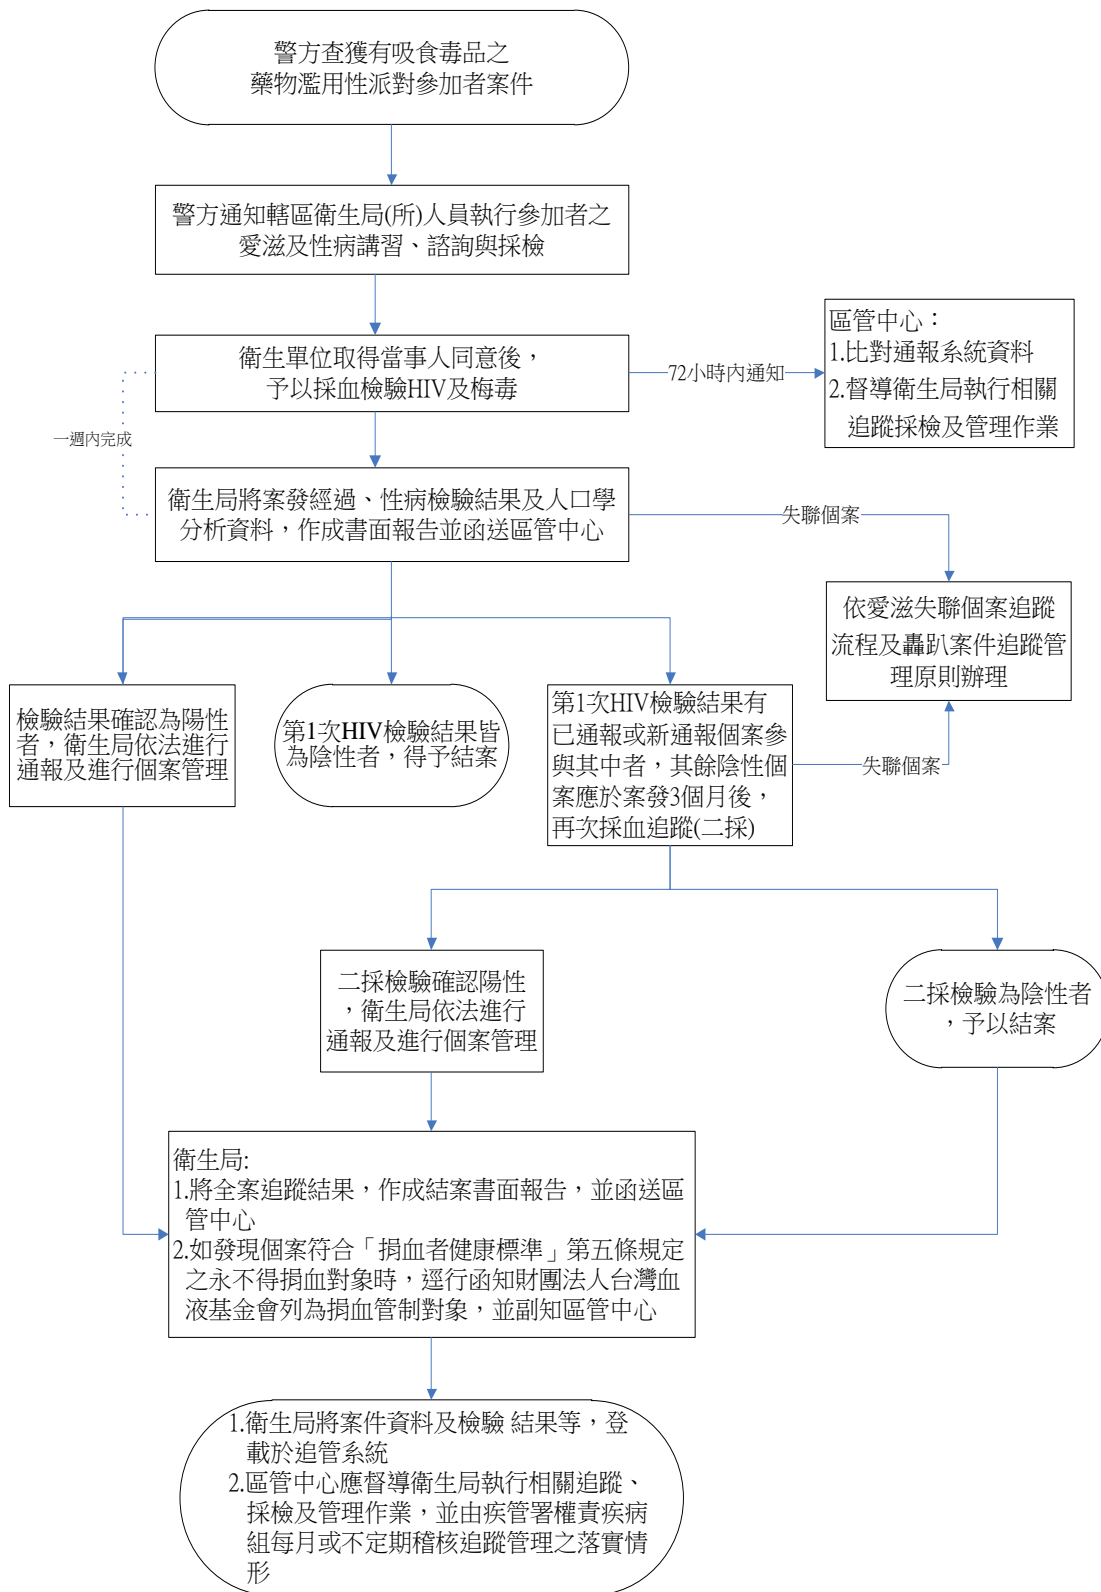 警方查獲有吸食毒品之
藥物濫用性派對參加者案件
警方通知轄區衛生局(所)人員執行參加者之
愛滋及性病講習、諮詢與採檢
衛生單位取得當事人同意後，
予以採血檢驗HIV及梅毒
72小時內通知
區管中心：
1.比對通報系統資料
2.督導衛生局執行相關
追蹤採檢及管理作業
一週內完成
衛生局將案發經過、性病檢驗結果及人口學
分析資料，作成書面報告並函送區管中心
失聯個案
依愛滋失聯個案追蹤
流程及轟趴案件追蹤管
理原則辦理
檢驗結果確認為陽性
者，衛生局依法進行
通報及進行個案管理
第1次HIV檢驗結果皆
為陰性者，得予結案
第1次HIV檢驗結果有
已通報或新通報個案參
與其中者，其餘陰性個
案應於案發3個月後，
再次採血追蹤(二採)
失聯個案
二採檢驗確認陽性
，衛生局依法進行
通報及進行個案管理
二採檢驗為陰性者
，予以結案
衛生局:
1.將全案追蹤結果，作成結案書面報告，並函送區
管中心
2.如發現個案符合「捐血者健康標準」第五條規定
之永不得捐血對象時，逕行函知財團法人台灣血
液基金會列為捐血管制對象，並副知區管中心
1.衛生局將案件資料及檢驗 結果等，登
載於追管系統
2.區管中心應督導衛生局執行相關追蹤、
採檢及管理作業，並由疾管署權責疾病
組每月或不定期稽核追蹤管理之落實情
形